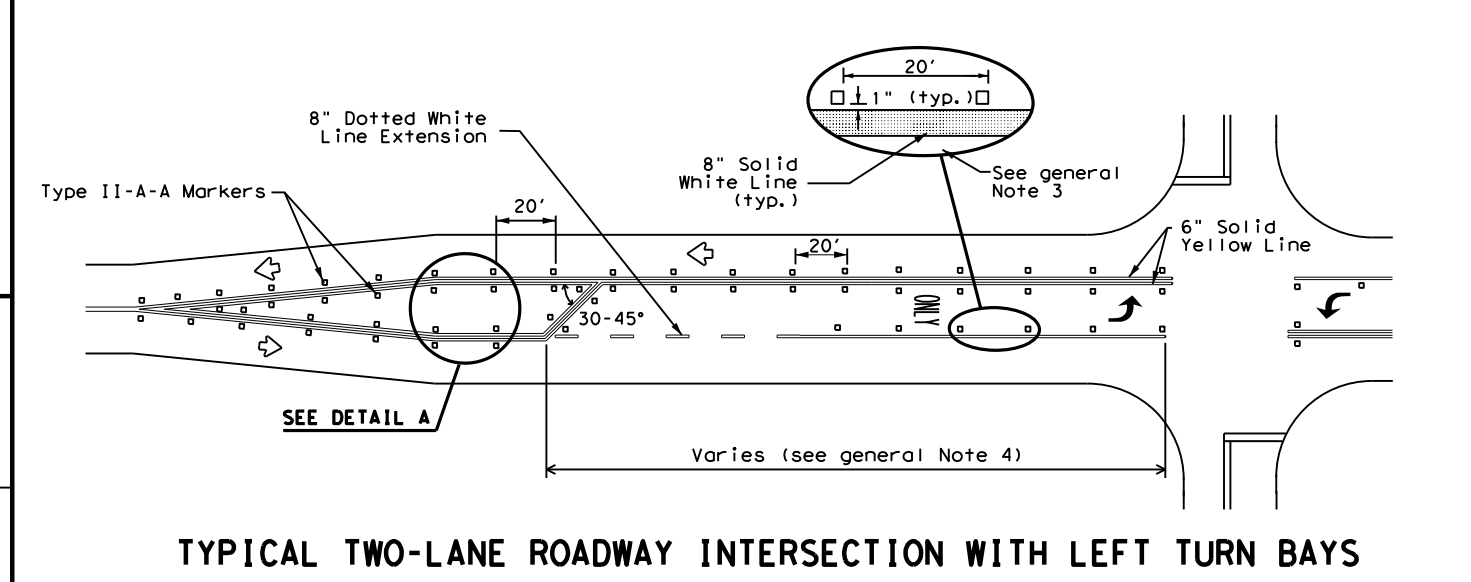 20'
1" (typ.)
8" Dotted White
Line Extension
8" Solid
White Line
(typ.)
See general
Note 3
Type II-A-A Markers
20'
6" Solid
Yellow Line
20'
ONLY
30-45°
SEE DETAIL A
Varies (see general Note 4)
TYPICAL TWO-LANE ROADWAY INTERSECTION WITH LEFT TURN BAYS